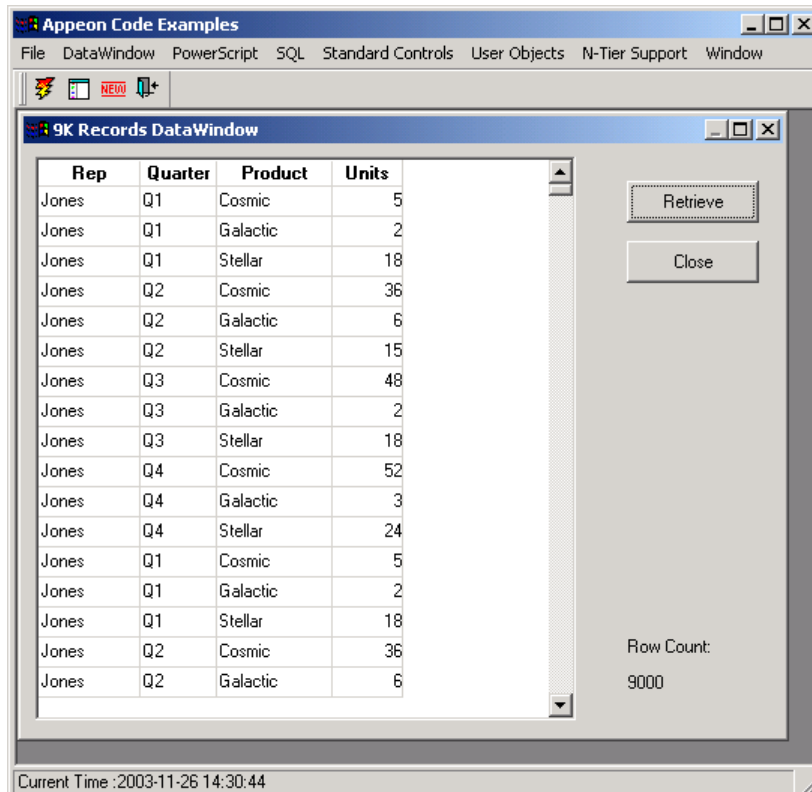 Appeon Code Examples
File DataWindow PowerScript SQL Standard Controls User Objects N-Tier Support Window
NEW
9K Records DataWindow
Rep Quarter Product Units
Jones Q1 Cosmic 5
Jones Q1 Galactic 2
Jones Q1 Stellar 18
Jones Q2 Cosmic 36
Jones Q2 Galactic 6
Jones Q2 Stellar 15
Jones Q3 Cosmic 48
Jones Q3 Galactic 2
Jones Q3 Stellar 18
Jones Q4 Cosmic 52
Jones Q4 Galactic 3
Jones Q4 Stellar 24
Jones Q1 Cosmic 5
Jones Q1 Galactic 2
Jones Q1 Stellar 18
Jones Q2 Cosmic 36
Jones Q2 Galactic 6
Retrieve
Close
Row Count:
9000
Current Time :2003-11-26 14:30:44